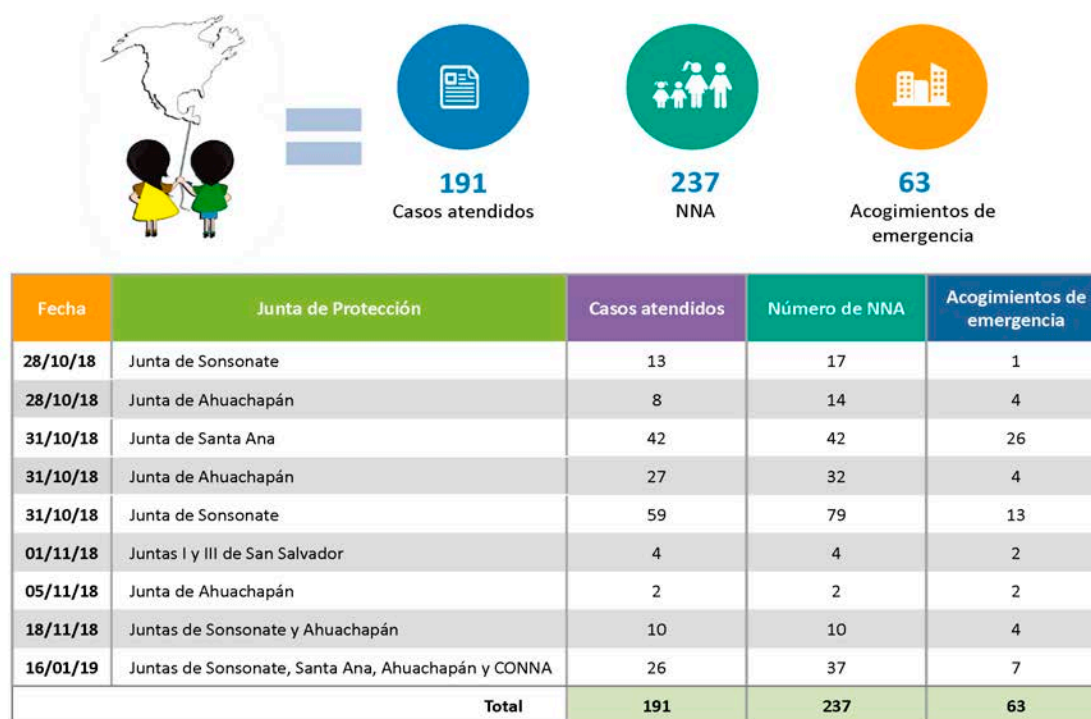 191
Casos atendidos
237
NNA
63
Acogimientos de
emergencia
Fecha Junta de Protección Casos atendidos Número de NNA Acogimientos de emergencia
28/10/18 Junta de Sonsonate 13 17 1
28/10/18 Junta de Ahuachapán 8 14 4
31/10/18 Junta de Santa Ana 42 42 26
31/10/18 Junta de Ahuachapán 27 32 4
31/10/18 Junta de Sonsonate 59 79 13
01/11/18 Juntas I y III de San Salvador 4 4 2
05/11/18 Junta de Ahuachapán 2 2 2
18/11/18 Juntas de Sonsonate y Ahuachapán 10 10 4
16/01/19 Juntas de Sonsonate, Santa Ana, Ahuachapán y CONNA 26 37 7
Total 191 237 63